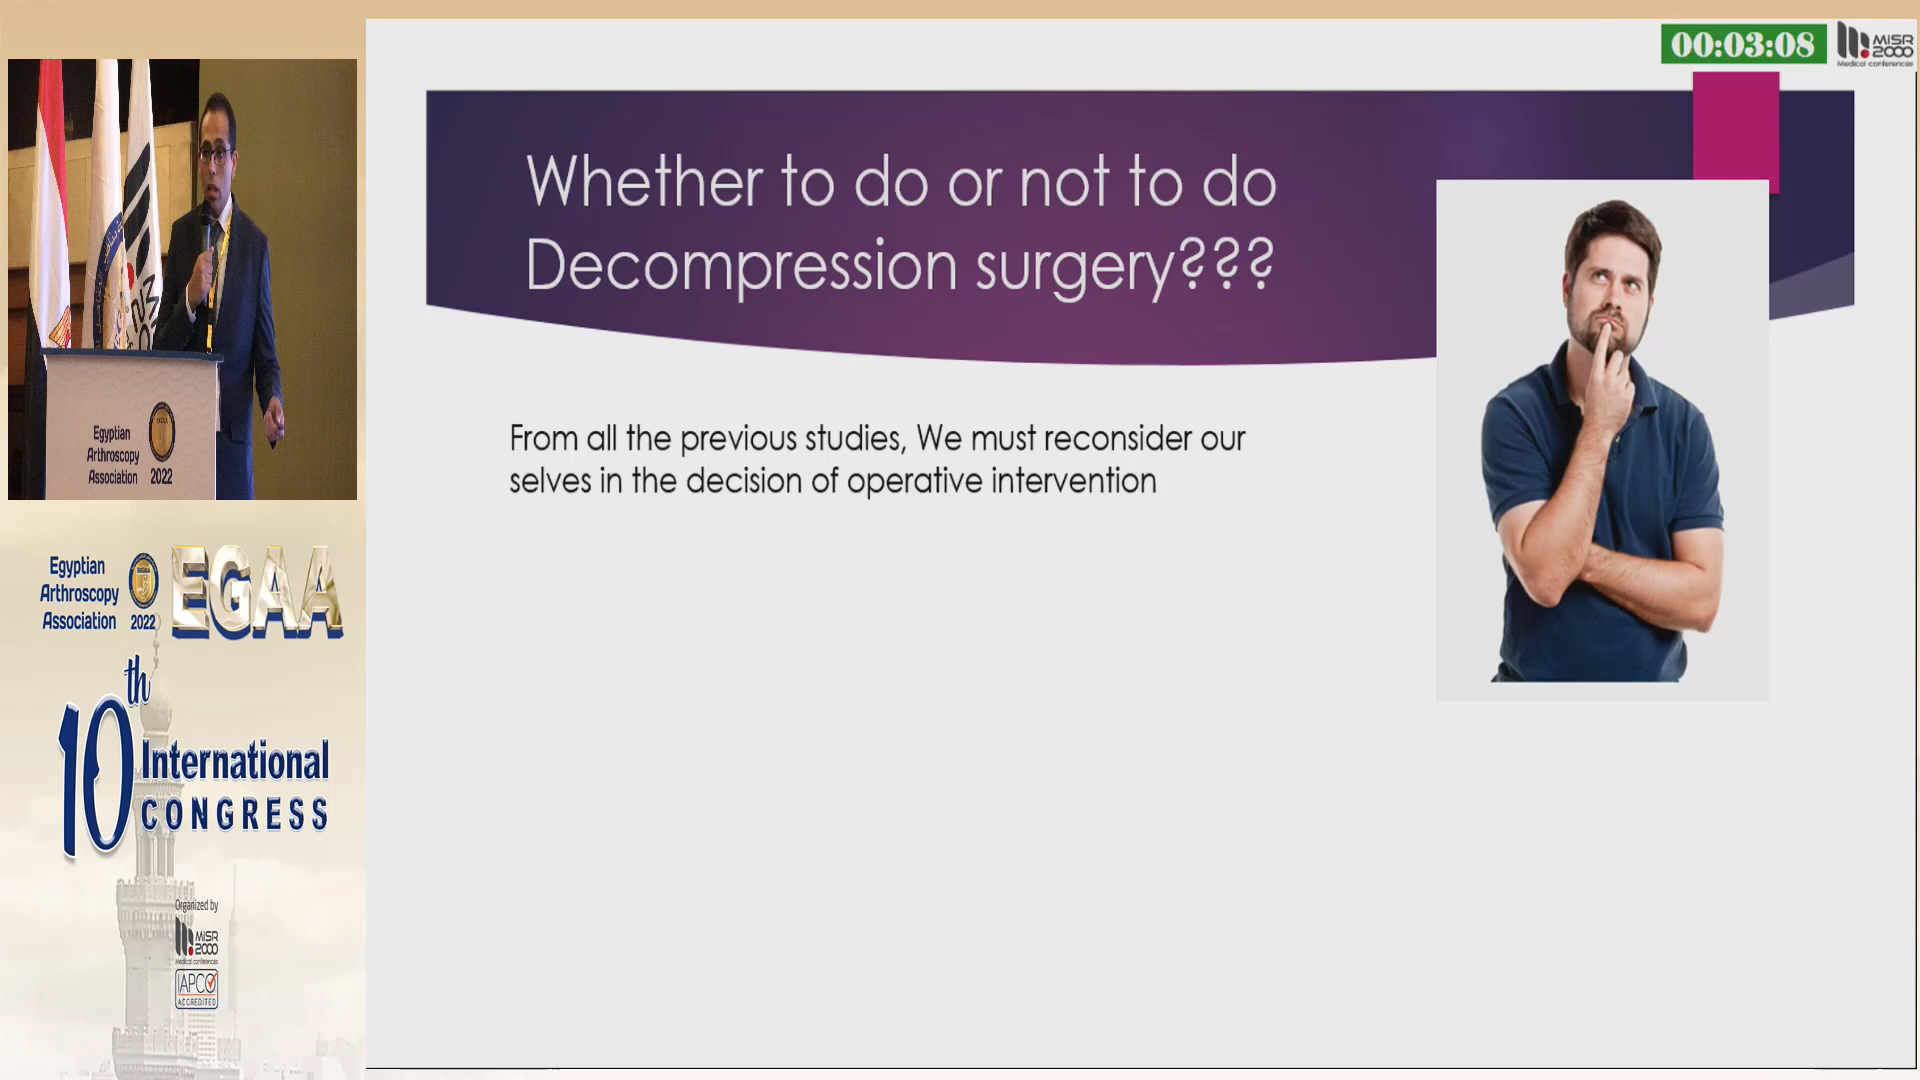 00:03:08
MISR
2000
Medical conferences
Whether to do or not to do
Decompression surgery???
From all the previous studies, We must reconsider our
selves in the decision of operative intervention
Egyptian
Arthroscopy
Association 2022
Egyptian
Arthroscopy
Association 2022
EGAA
10th
International
CONGRESS
Organized by
MISR
2000
Medical conferences
IAPCO
ACCREDITED